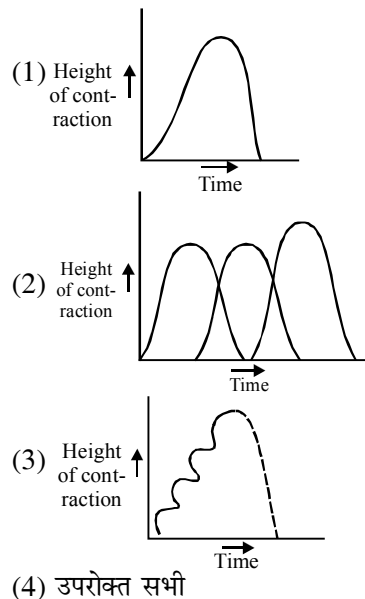 (1) Height
of cont-
raction
Time
(2) Height
of cont-
raction
Time
(3) Height
of cont-
raction
Time
(4) उपरोक्त सभी